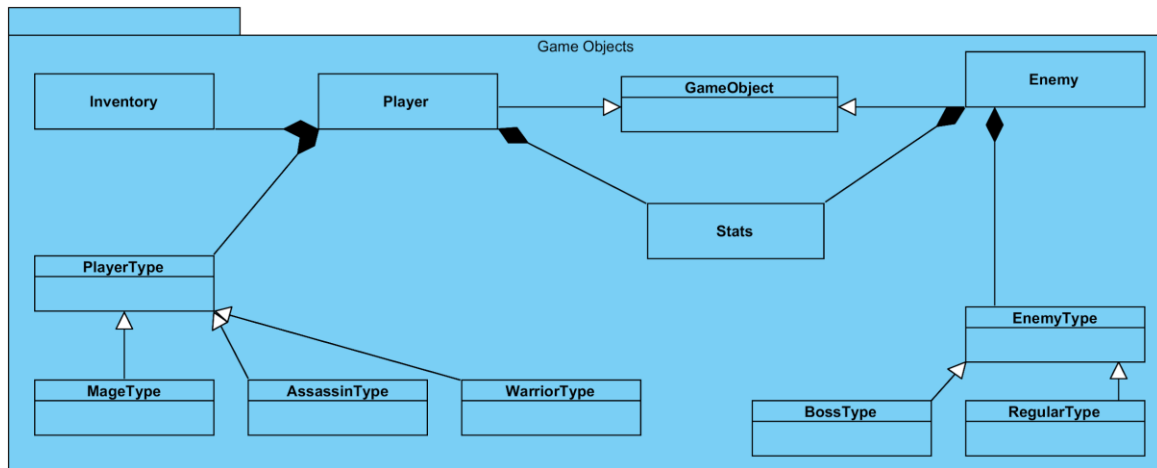 Game Objects
Inventory
Player
GameObject
Enemy
Stats
PlayerType
EnemyType
MageType
AssassinType
WarriorType
BossType
RegularType